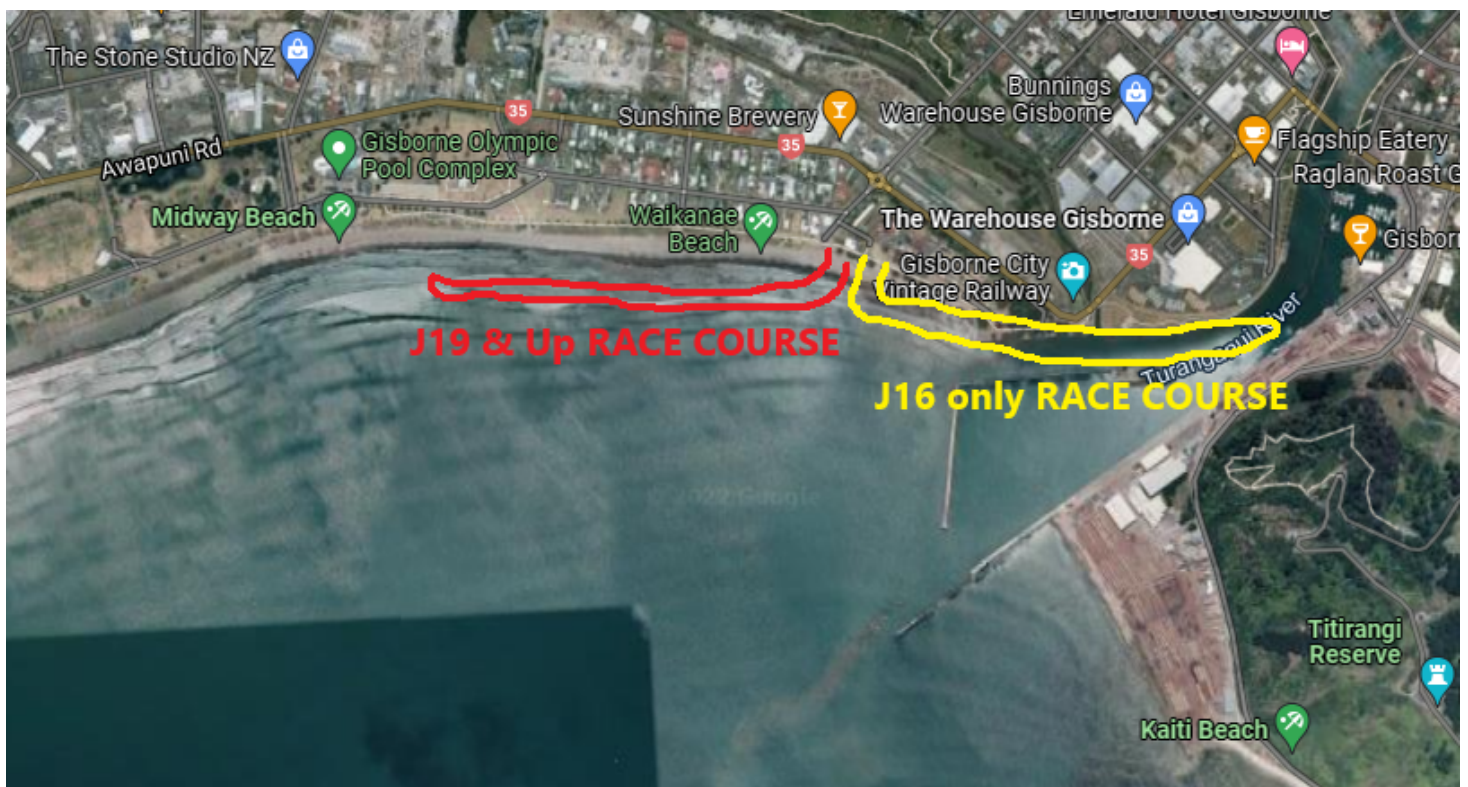 Emerald Hotel Gisborne
The Stone Studio NZ
Bunnings
Warehouse Gisborne
35
Sunshine Brewery
35
Flagship Eatery
Awapuni Rd
Gisborne Olympic
Pool Complex
Raglan Roast G
Midway Beach
Waikanae
Beach
The Warehouse Gisborne
Gisborn
35
Gisborne City
Vintage Railway
Turanganui River
J19 & Up RACE COURSE
J16 only RACE COURSE
© 2022 Google
Titirangi
Reserve
Kaiti Beach